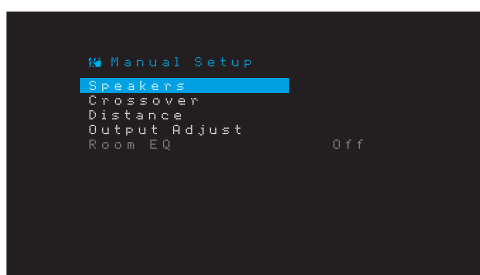 Manual Setup
Speakers
Crossover
Distance
Output Adjust
Room EQ Off